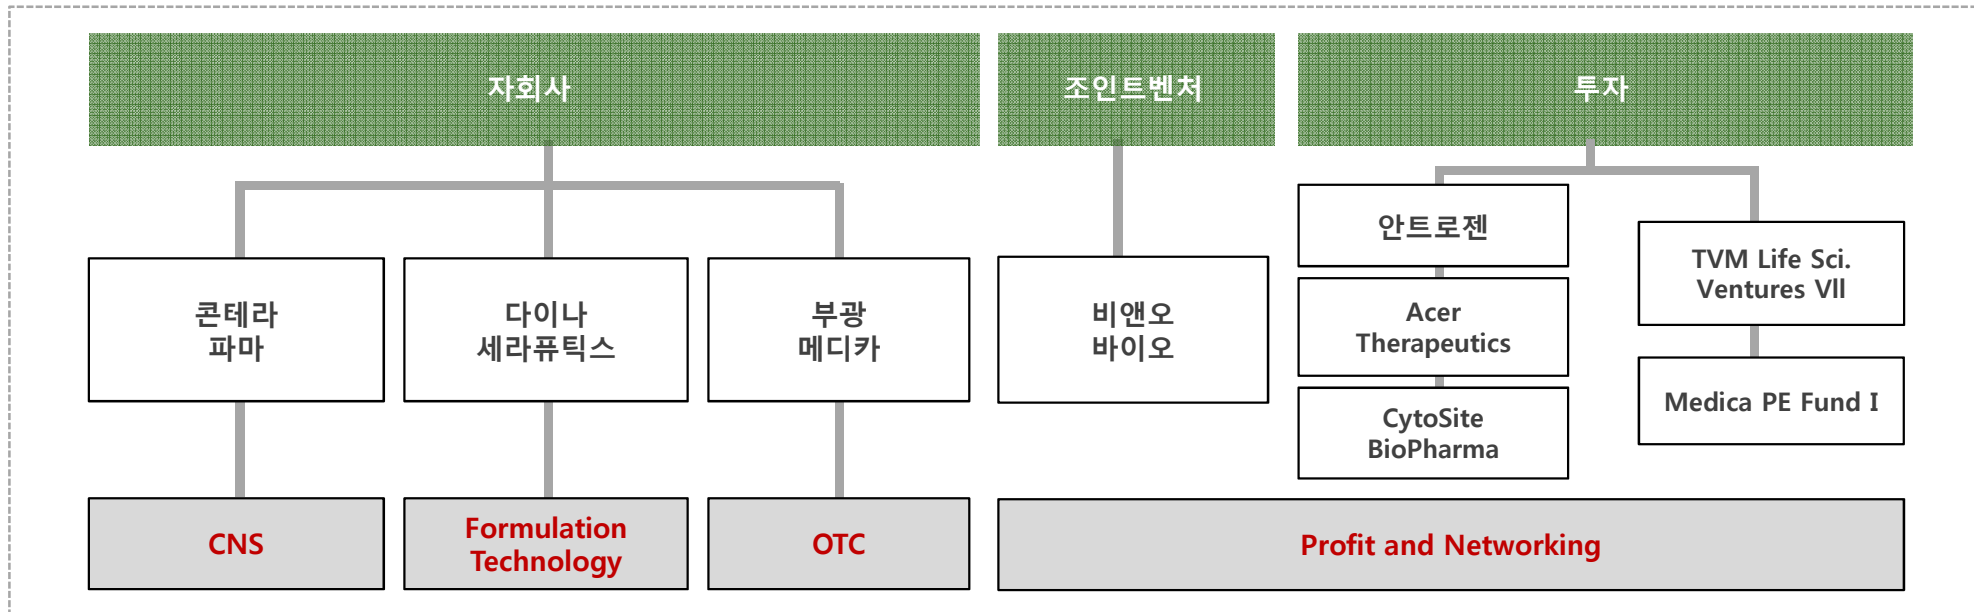 자회사
조인트벤처
투자
콘테라
파마
다이나
세라퓨틱스
부광
메디카
비앤오
바이오
안트로젠
Acer
Therapeutics
CytoSite
BioPharma
TVM Life Sci.
Ventures Vll
Medica PE Fund I
CNS
Formulation
Technology
OTC
Profit and Networking